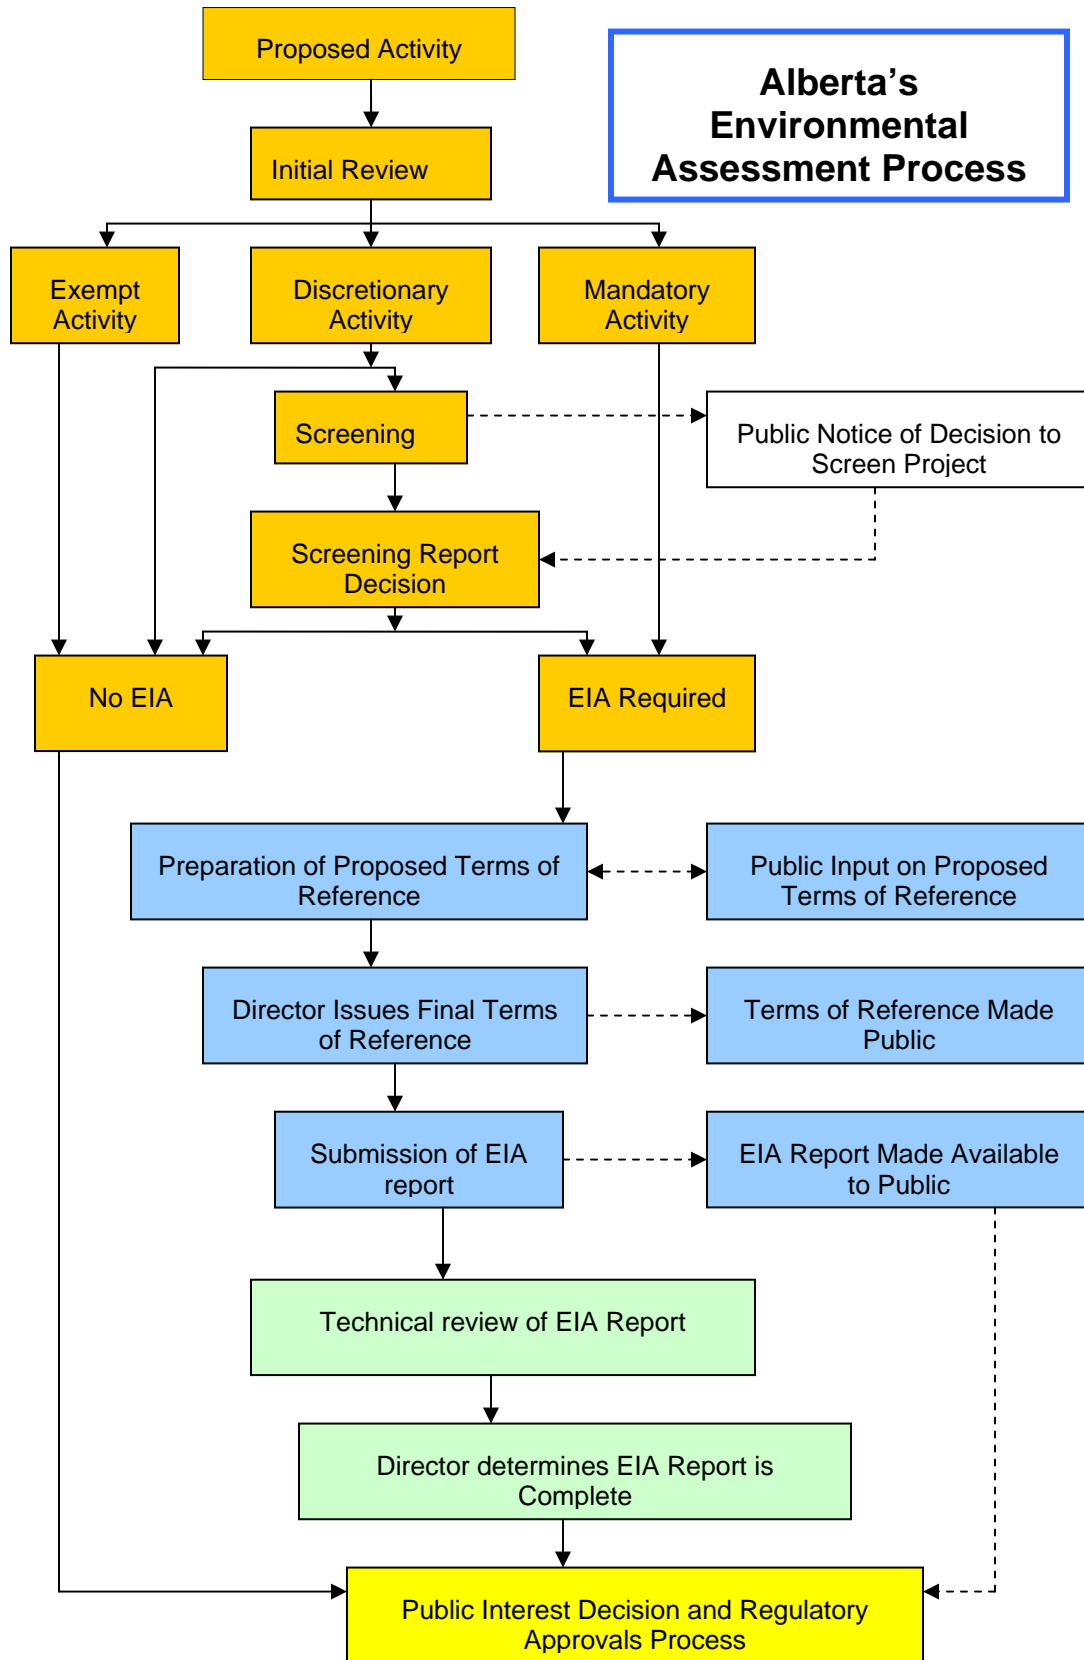 Proposed Activity
Alberta's
Environmental
Assessment Process
Initial Review
Exempt
Activity
Discretionary
Activity
Mandatory
Activity
Screening
Public Notice of Decision to
Screen Project
Screening Report
Decision
No EIA
EIA Required
Preparation of Proposed Terms of
Reference
Public Input on Proposed
Terms of Reference
Director Issues Final Terms
of Reference
Terms of Reference Made
Public
Submission of EIA
report
EIA Report Made Available
to Public
Technical review of EIA Report
Director determines EIA Report is
Complete
Public Interest Decision and Regulatory
Approvals Process